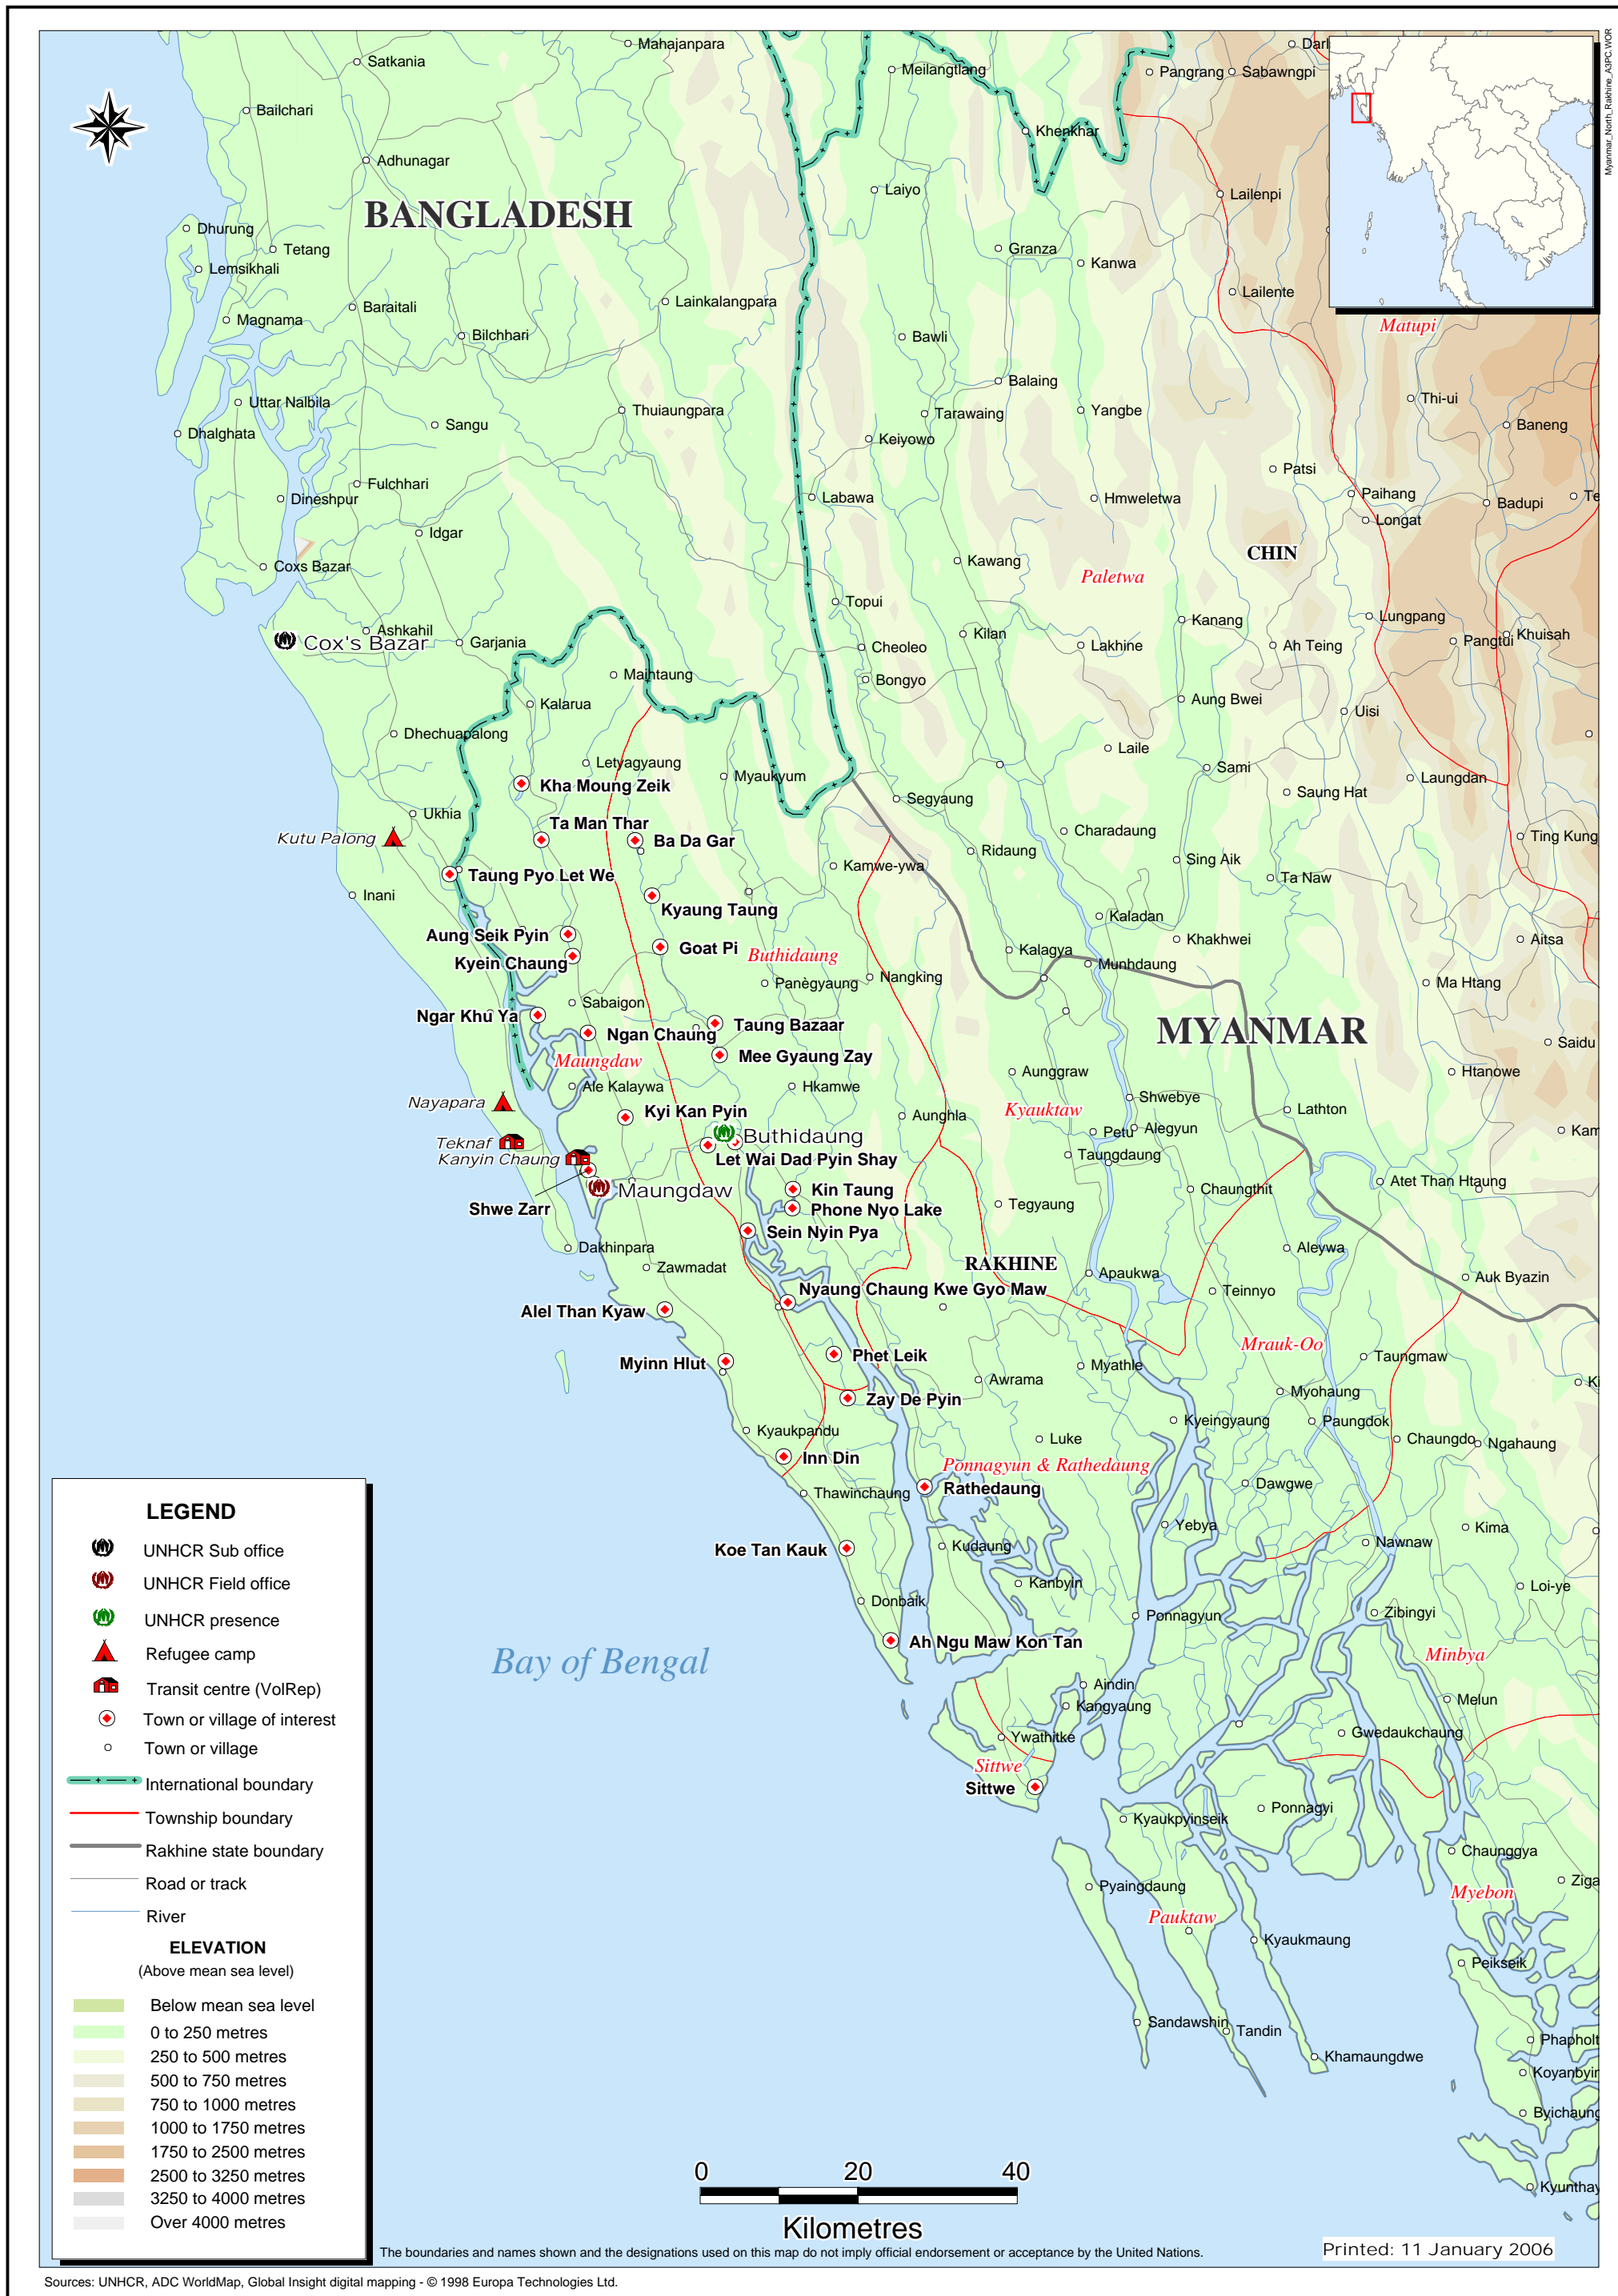 Myanmar_North_Rakhine_A3PC.WOR
Mahajanpara
Satkania
Meilangtlang
Pangrang
Sabawngpi
Bailchari
Khenkhar
Adhunagar
Laiyo
Lailenpi
BANGLADESH
Dhurung
Tetang
Granza
Kanwa
Lemsikhali
Lailente
Baraitali
Lainkalangpara
Magnama
Matupi
Bilchhari
Bawli
Balaing
Thi-ui
Uttar Nalbila
Thuiaungpara
Tarawaing
Yangbe
Sangu
Baneng
Dhalghata
Keiyowo
Patsi
Fulchhari
Paihang
Te
Dineshpur
Labawa
Hmweletwa
Badupi
Longat
Idgar
CHIN
Coxs Bazar
Kawang
Paletwa
Topui
Lungpang
Kanang
Ashkahil
Kilan
Khuisah
Cox's Bazar
Garjania
Pangtui
Cheoleo
Lakhine
Ah Teing
Maihtaung
Bongyo
Aung Bwei
Kalarua
Uisi
Dhechuapalong
Laile
Letyagyaung
Sami
Myaukyum
Laungdan
Kha Moung Zeik
Saung Hat
Segyaung
Ukhia
Ta Man Thar
Charadaung
Kutu Palong
Ba Da Gar
Ting Kung
Ridaung
Sing Aik
Kamwe-ywa
Taung Pyo Let We
Ta Naw
Inani
Kyaung Taung
Kaladan
Aung Seik Pyin
Khakhwei
Aitsa
Goat Pi
Buthidaung
Kalagya
Kyein Chaung
Munhdaung
Panègyaung
Nangking
Ma Htang
Sabaigon
Ngar Khu Ya
Taung Bazaar
MYANMAR
Ngan Chaung
Saidu
Mee Gyaung Zay
Maungdaw
Aunggraw
Htanowe
Ale Kalaywa
Hkamwe
Nayapara
Shwebye
Kyi Kan Pyin
Aunghla
Kyauktaw
Lathton
Petu
Alegyun
Kam
Buthidaung
Teknaf
Taungdaung
Kanyin Chaung
Let Wai Dad Pyin Shay
Atet Than Htaung
Maungdaw
Kin Taung
Chaungthit
Shwe Zarr
Phone Nyo Lake
Tegyaung
Sein Nyin Pya
Dakhinpara
Aleywa
RAKHINE
Zawmadat
Apaukwa
Auk Byazin
Nyaung Chaung Kwe Gyo Maw
Teinnyo
Alel Than Kyaw
Mrauk-Oo
Phet Leik
Taungmaw
Myinn Hlut
Myathle
Awrama
Ki
Myohaung
Zay De Pyin
Kyeingyaung
Paungdok
Kyaukpandu
Luke
Chaungdo
Ngahaung
Inn Din
Ponnagyun & Rathedaung
Dawgwe
Rathedaung
Thawinchaung
Yebya
Kima
Nawnaw
Koe Tan Kauk
Kudaung
Kanbyin
Loi-ye
Donbaik
Zibingyi
Ponnagyun
Ah Ngu Maw Kon Tan
Minbya
Bay of Bengal
Aindin
Melun
Kangyaung
Gwedaukchaung
Ywathitke
Sittwe
Sittwe
Ponnagyi
Kyaukpyinseik
Chaunggya
Ziga
Pyaingdaung
Myebon
Pauktaw
Kyaukmaung
Peikseik
Sandawshin
Tandin
Phapholt
Khamaungdwe
Koyanbyin
Byichaung
Kyunthay
LEGEND
UNHCR Sub office
UNHCR Field office
UNHCR presence
Refugee camp
Transit centre (VolRep)
Town or village of interest
Town or village
International boundary
Township boundary
Rakhine state boundary
Road or track
River
ELEVATION
(Above mean sea level)
Below mean sea level
0 to 250 metres
250 to 500 metres
500 to 750 metres
750 to 1000 metres
1000 to 1750 metres
1750 to 2500 metres
2500 to 3250 metres
3250 to 4000 metres
Over 4000 metres
0 20 40
Kilometres
The boundaries and names shown and the designations used on this map do not imply official endorsement or acceptance by the United Nations.
Printed: 11 January 2006
Sources: UNHCR, ADC WorldMap, Global Insight digital mapping - © 1998 Europa Technologies Ltd.